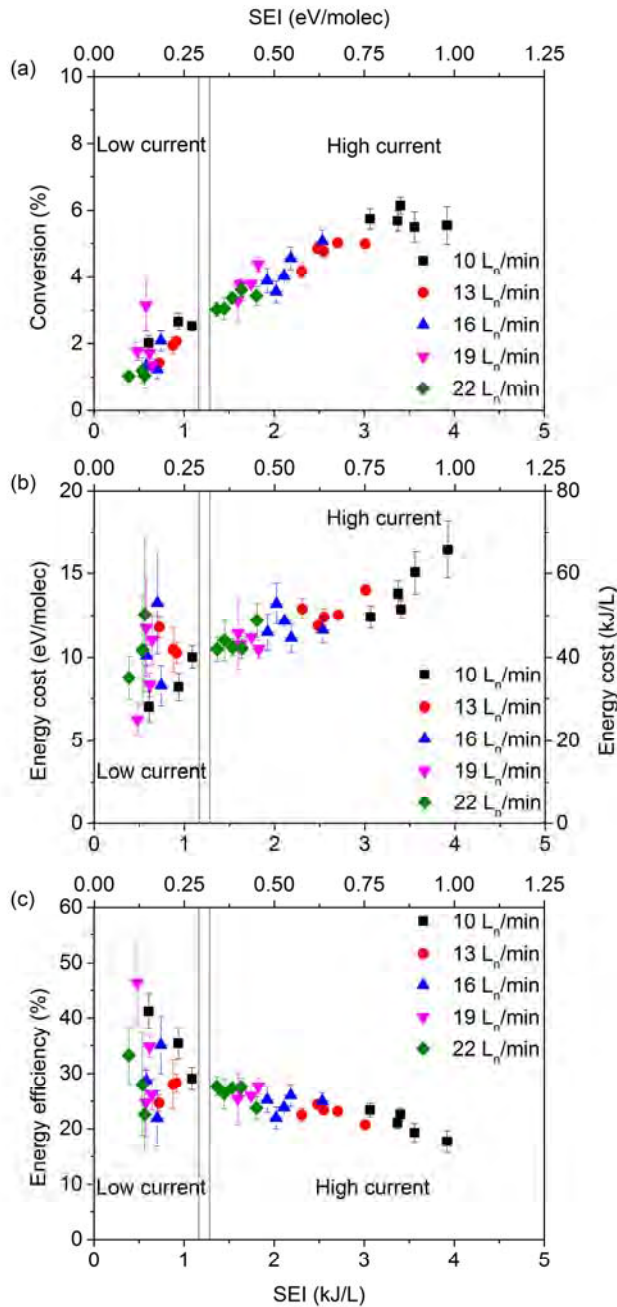 SEI (eV/molec)
0.00 0.25 0.50 0.75 1.00 1.25
(a)
10
8
6
4
2
0
Conversion (%)
Low current
High current
10 Ln/min
13 Ln/min
16 Ln/min
19 Ln/min
22 Ln/min
0 1 2 3 4 5
0.00 0.25 0.50 0.75 1.00 1.25
(b)
20
15
10
5
0
Energy cost (eV/molec)
High current
Low current
10 Ln/min
13 Ln/min
16 Ln/min
19 Ln/min
22 Ln/min
80
60
40
20
0
Energy cost (kJ/L)
0 1 2 3 4 5
0.00 0.25 0.50 0.75 1.00 1.25
(c)
60
50
40
30
20
10
0
Energy efficiency (%)
10 Ln/min
13 Ln/min
16 Ln/min
19 Ln/min
22 Ln/min
Low current
High current
0 1 2 3 4 5
SEI (kJ/L)